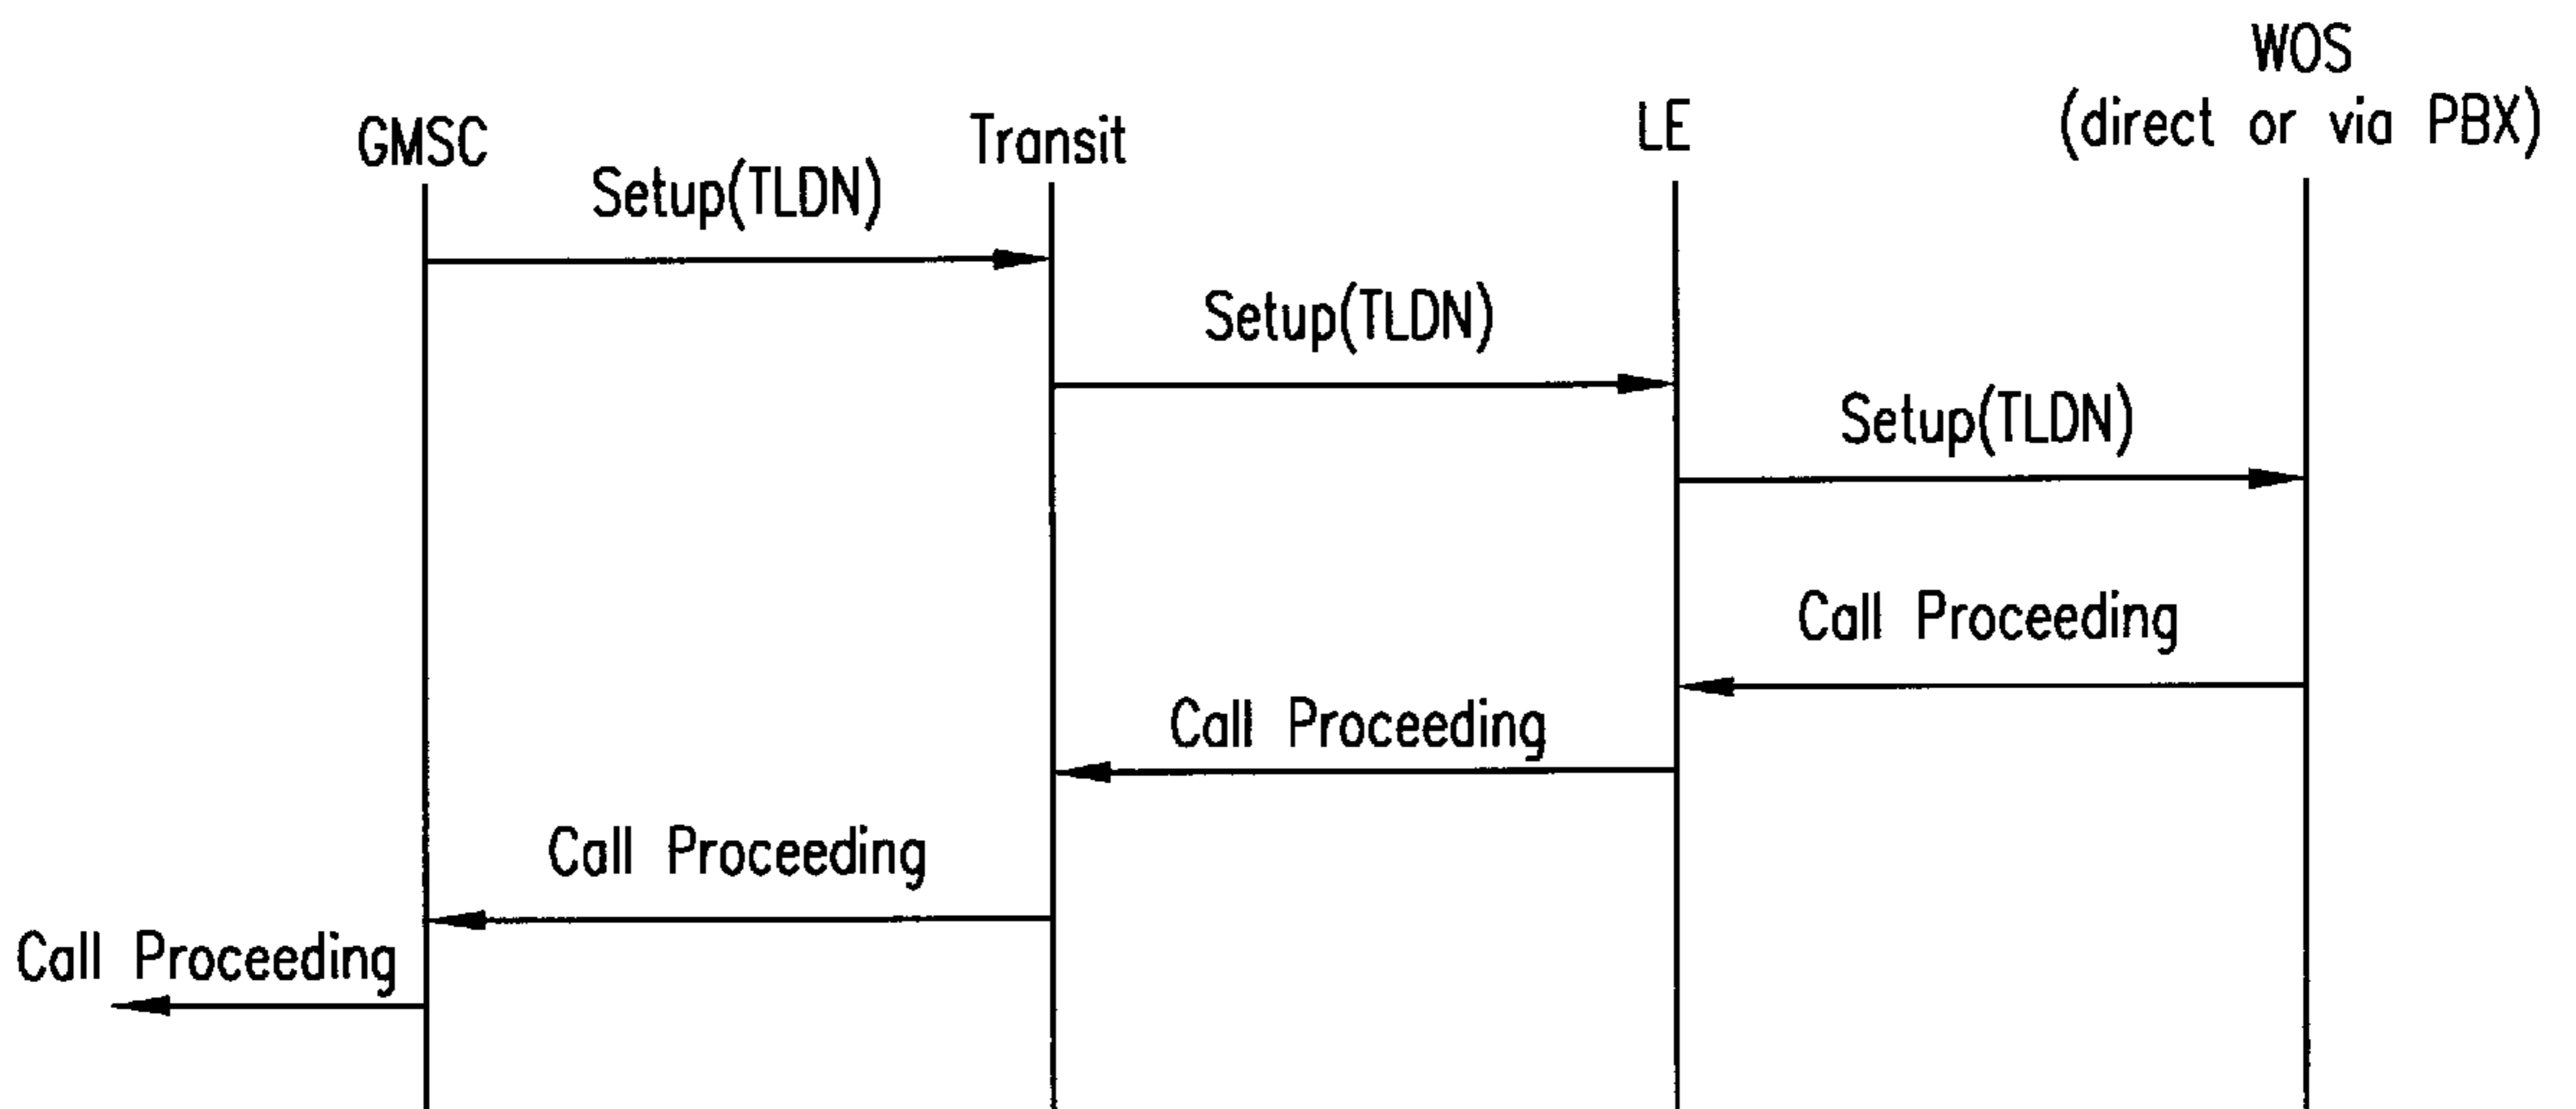 WOS
(direct or via PBX)
GMSC
Transit
LE
Setup(TLDN)
Setup(TLDN)
Setup(TLDN)
Call Proceeding
Call Proceeding
Call Proceeding
Call Proceeding